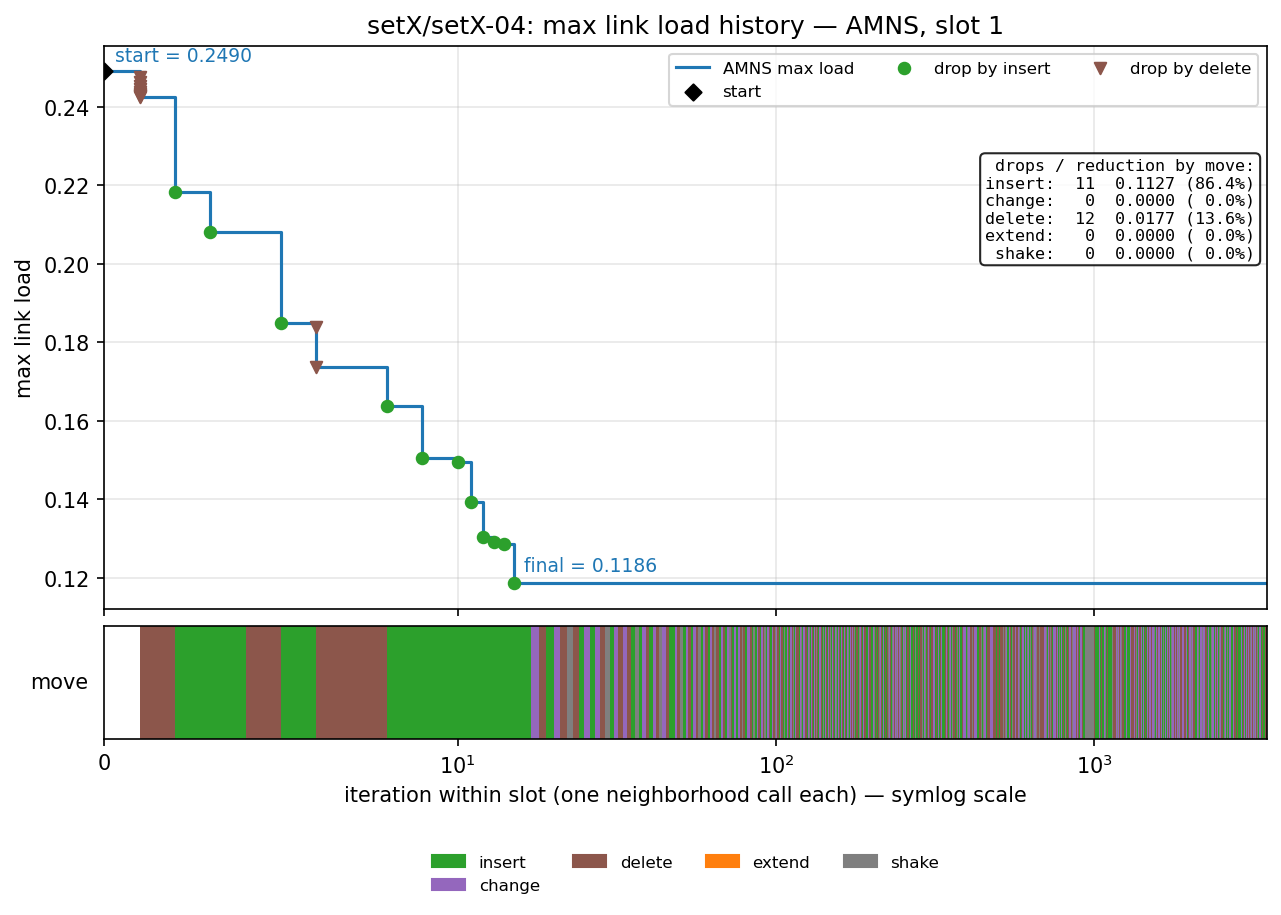 setX/setX-04: max link load history — AMNS, slot 1
start = 0.2490
AMNS max load
drop by insert
drop by delete
start
drops / reduction by move:
insert: 11 0.1127 (86.4%)
change: 0 0.0000 ( 0.0%)
delete: 12 0.0177 (13.6%)
extend: 0 0.0000 ( 0.0%)
shake: 0 0.0000 ( 0.0%)
max link load
0.24
0.22
0.20
0.18
0.16
0.14
0.12
final = 0.1186
move
0
10¹
10²
10³
iteration within slot (one neighborhood call each) — symlog scale
insert
delete
extend
shake
change